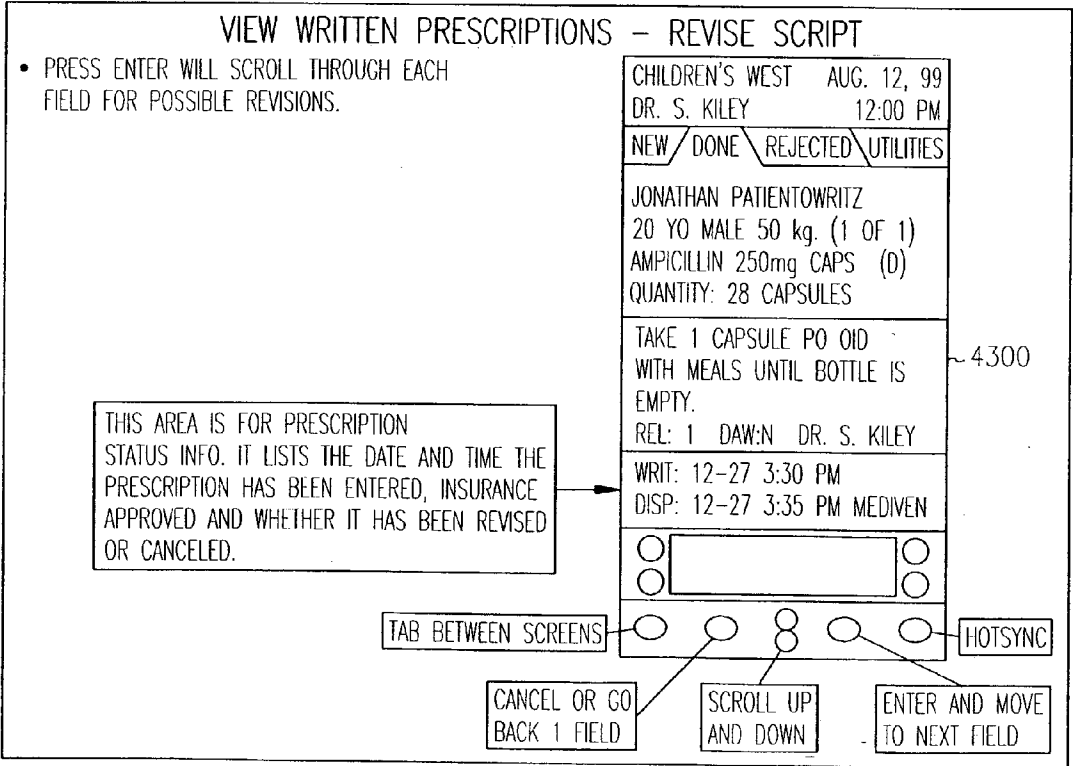 VIEW WRITTEN PRESCRIPTIONS – REVISE SCRIPT
• PRESS ENTER WILL SCROLL THROUGH EACH
FIELD FOR POSSIBLE REVISIONS.
CHILDREN'S WEST AUG. 12, 99
DR. S. KILEY 12:00 PM
NEW DONE REJECTED UTILITIES
JONATHAN PATIENTOWRITZ
20 YO MALE 50 kg. (1 OF 1)
AMPICILLIN 250mg CAPS (D)
QUANTITY: 28 CAPSULES
TAKE 1 CAPSULE PO OID
WITH MEALS UNTIL BOTTLE IS
EMPTY.
REL: 1 DAW:N DR. S. KILEY
4300
THIS AREA IS FOR PRESCRIPTION
STATUS INFO. IT LISTS THE DATE AND TIME THE
PRESCRIPTION HAS BEEN ENTERED, INSURANCE
APPROVED AND WHETHER IT HAS BEEN REVISED
OR CANCELED.
WRIT: 12–27 3:30 PM
DISP: 12–27 3:35 PM MEDIVEN
TAB BETWEEN SCREENS
HOTSYNC
CANCEL OR GO
BACK 1 FIELD
SCROLL UP
AND DOWN
ENTER AND MOVE
TO NEXT FIELD